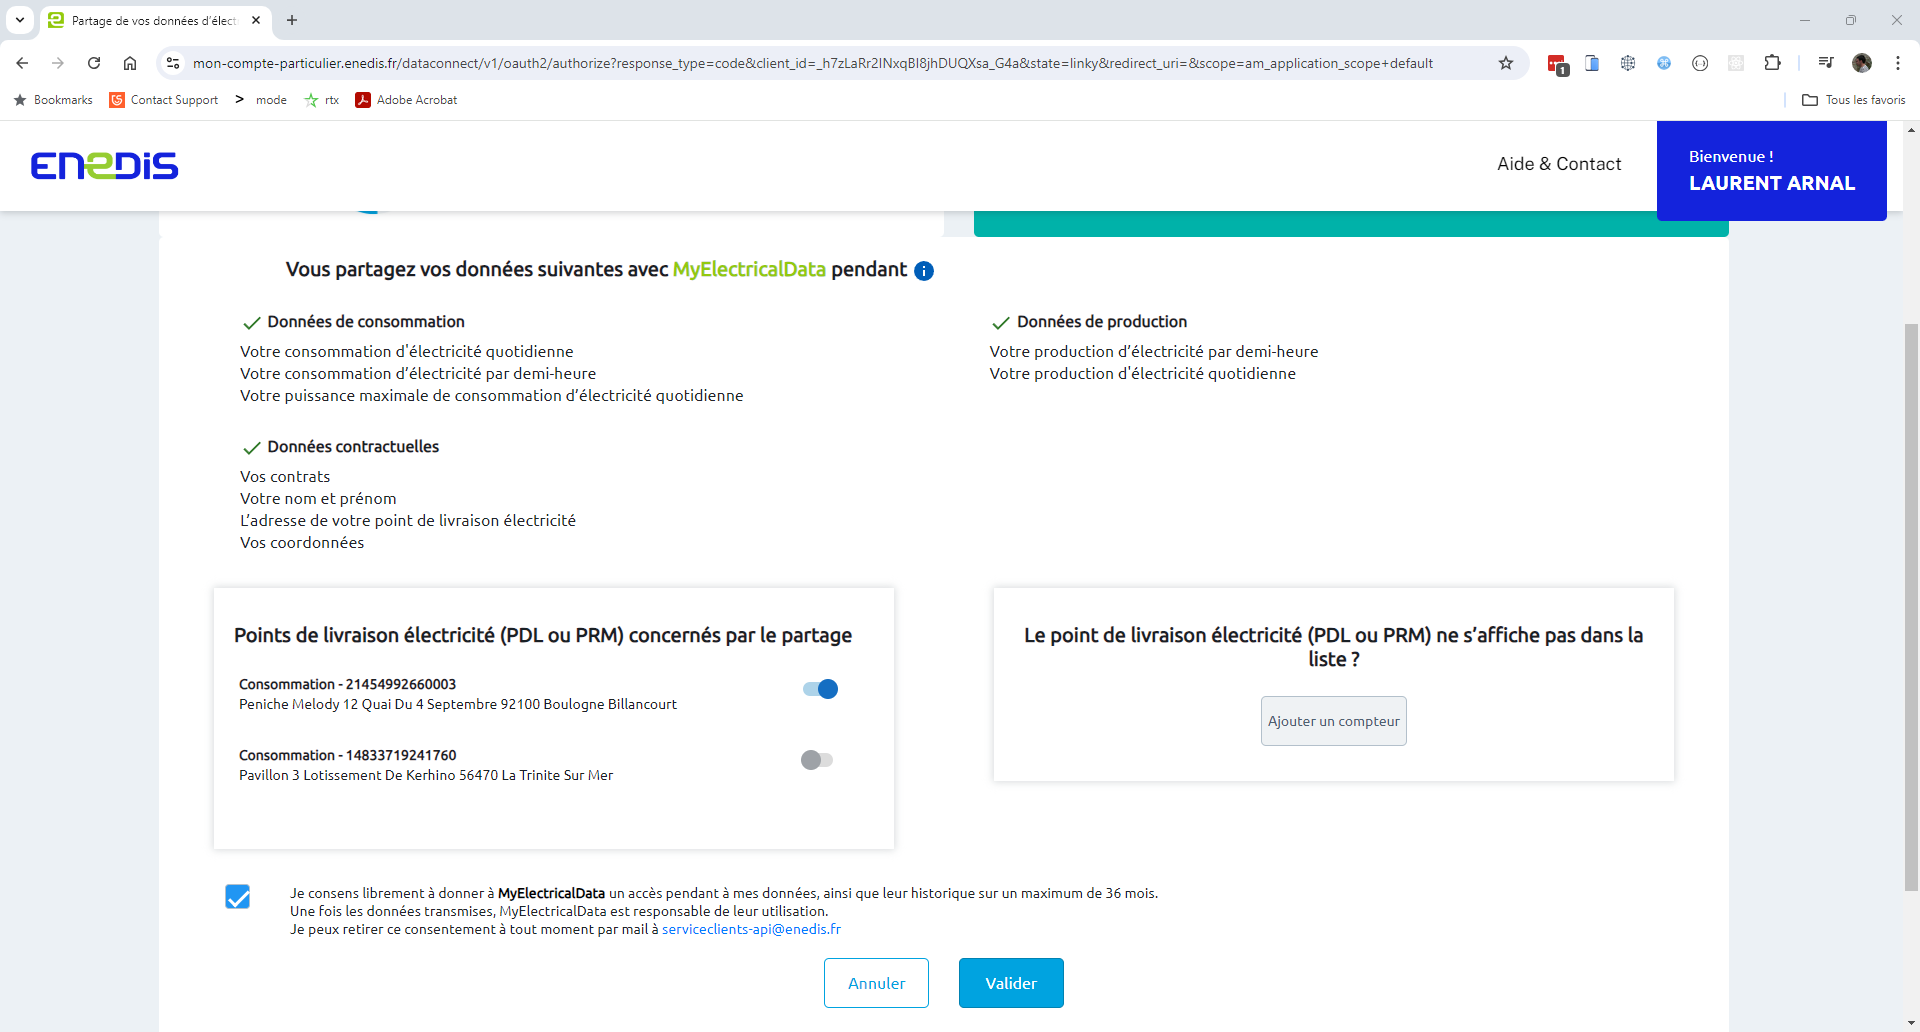 Partage de vos données d'élect
mon-compte-particulier.enedis.fr/dataconnect/v1/oauth2/authorize?response_type=code&client_id=_h7zLaRr2INxqBI8jhDUQXsa_G4a&state=linky&redirect_uri=&scope=am_application_scope+default
1
Bookmarks
Contact Support
mode
rtx
Adobe Acrobat
Tous les favoris
enedis
Aide & Contact
Bienvenue !
LAURENT ARNAL
Vous partagez vos données suivantes avec MyElectricalData pendant i
Données de consommation
Votre consommation d'électricité quotidienne
Votre consommation d’électricité par demi-heure
Votre puissance maximale de consommation d’électricité quotidienne
Données de production
Votre production d’électricité par demi-heure
Votre production d'électricité quotidienne
Données contractuelles
Vos contrats
Votre nom et prénom
L’adresse de votre point de livraison électricité
Vos coordonnées
Points de livraison électricité (PDL ou PRM) concernés par le partage
Consommation - 21454992660003
Peniche Melody 12 Quai Du 4 Septembre 92100 Boulogne Billancourt
Consommation - 14833719241760
Pavillon 3 Lotissement De Kerhino 56470 La Trinite Sur Mer
Le point de livraison électricité (PDL ou PRM) ne s’affiche pas dans la
liste ?
Ajouter un compteur
Je consens librement à donner à MyElectricalData un accès pendant à mes données, ainsi que leur historique sur un maximum de 36 mois.
Une fois les données transmises, MyElectricalData est responsable de leur utilisation.
Je peux retirer ce consentement à tout moment par mail à serviceclients-api@enedis.fr
Annuler
Valider